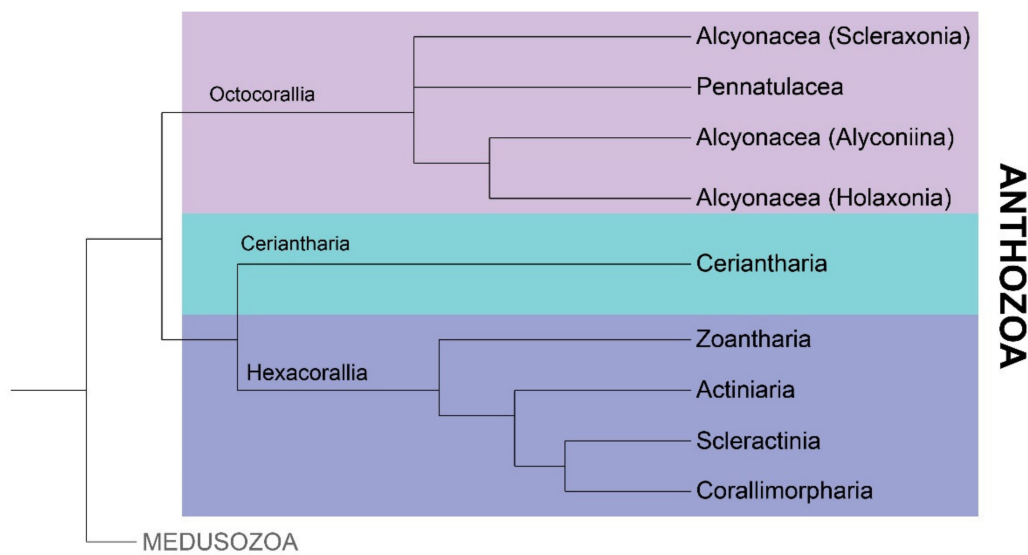 Alcyonacea (Scleraxonia)
Pennatulacea
Octocorallia
Alcyonacea (Alyconiina)
Alcyonacea (Holaxonia)
Ceriantharia
Ceriantharia
Zoantharia
Hexacorallia
Actiniaria
Scleractinia
Corallimorpharia
MEDUSOZOA
ANTHOZOA